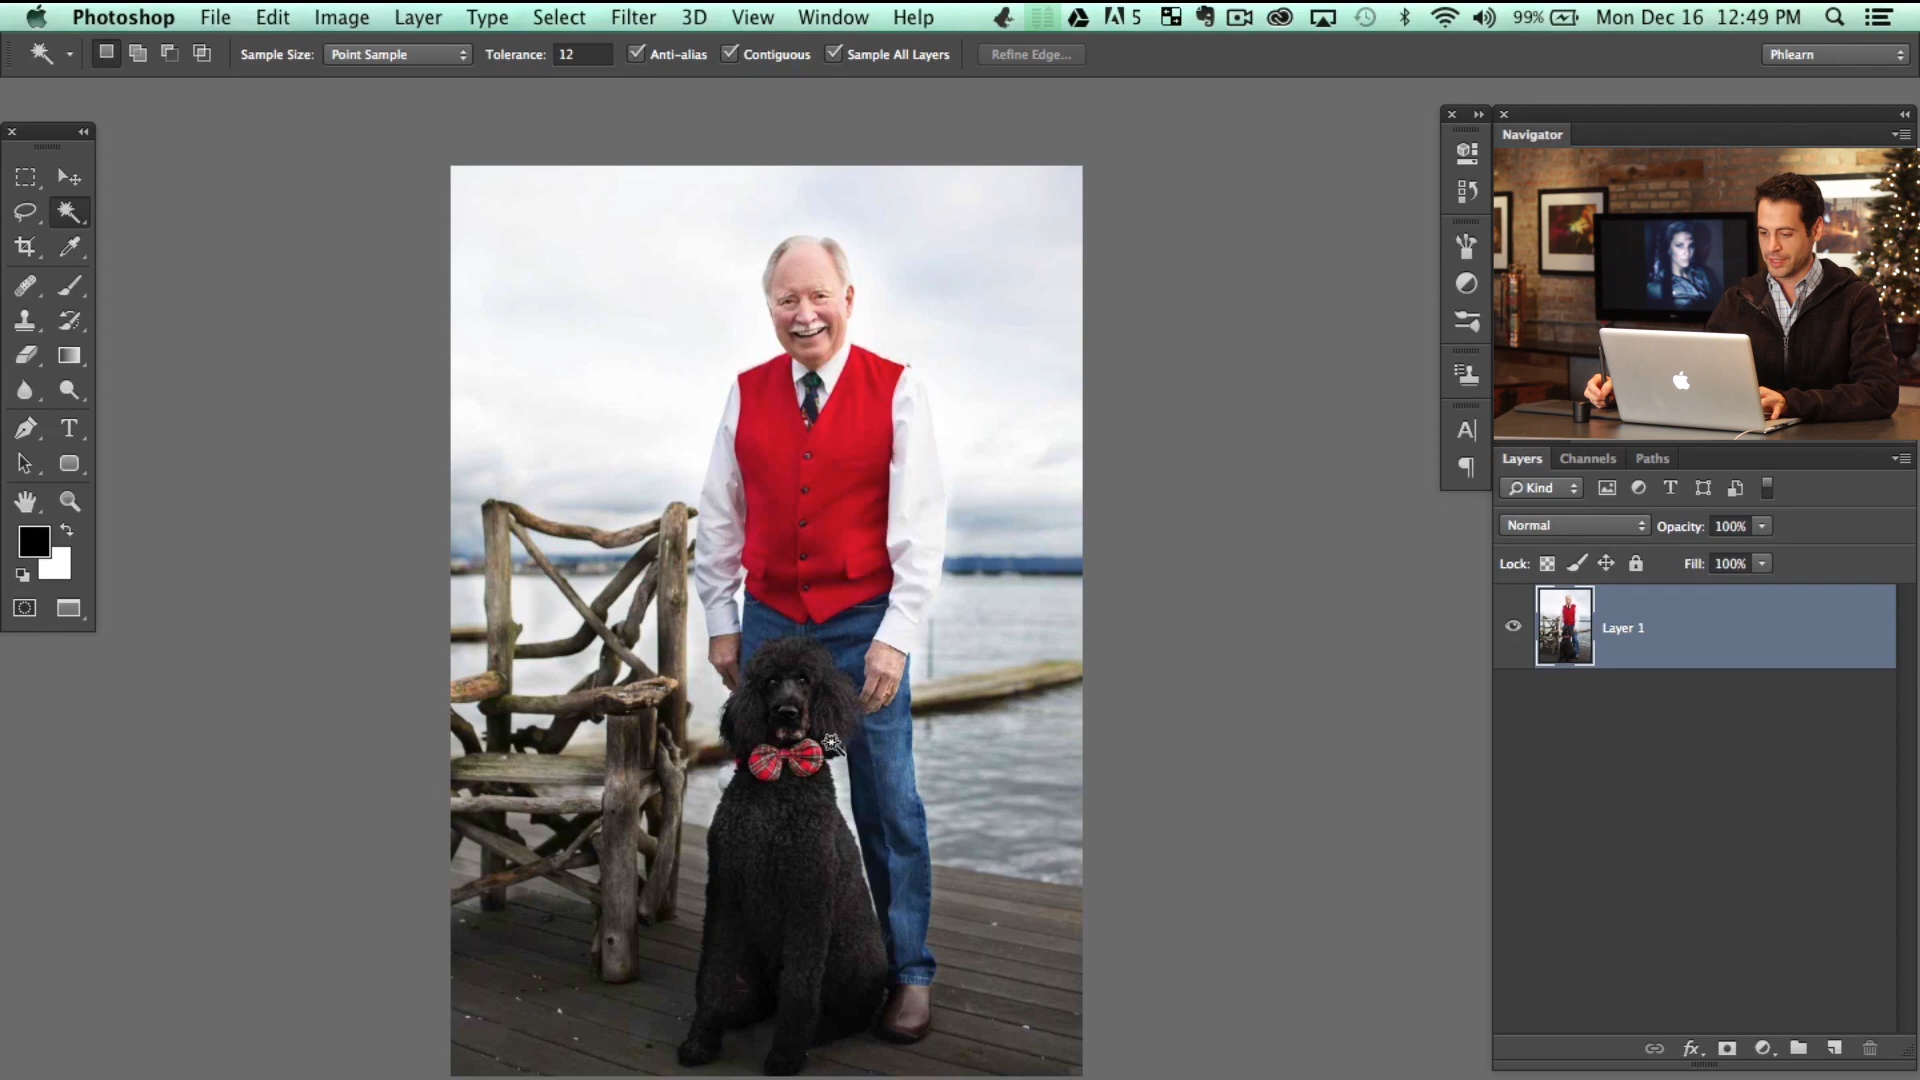 Photoshop File Edit Image Layer Type Select Filter 3D View Window Help 5 99% Mon Dec 16 12:49 PM
Sample Size: Point Sample Tolerance: 12 Anti-alias Contiguous Sample All Layers Refine Edge... Phlearn
Navigator
Layers Channels Paths
Kind
Normal Opacity: 100%
Lock: Fill: 100%
Layer 1
fx